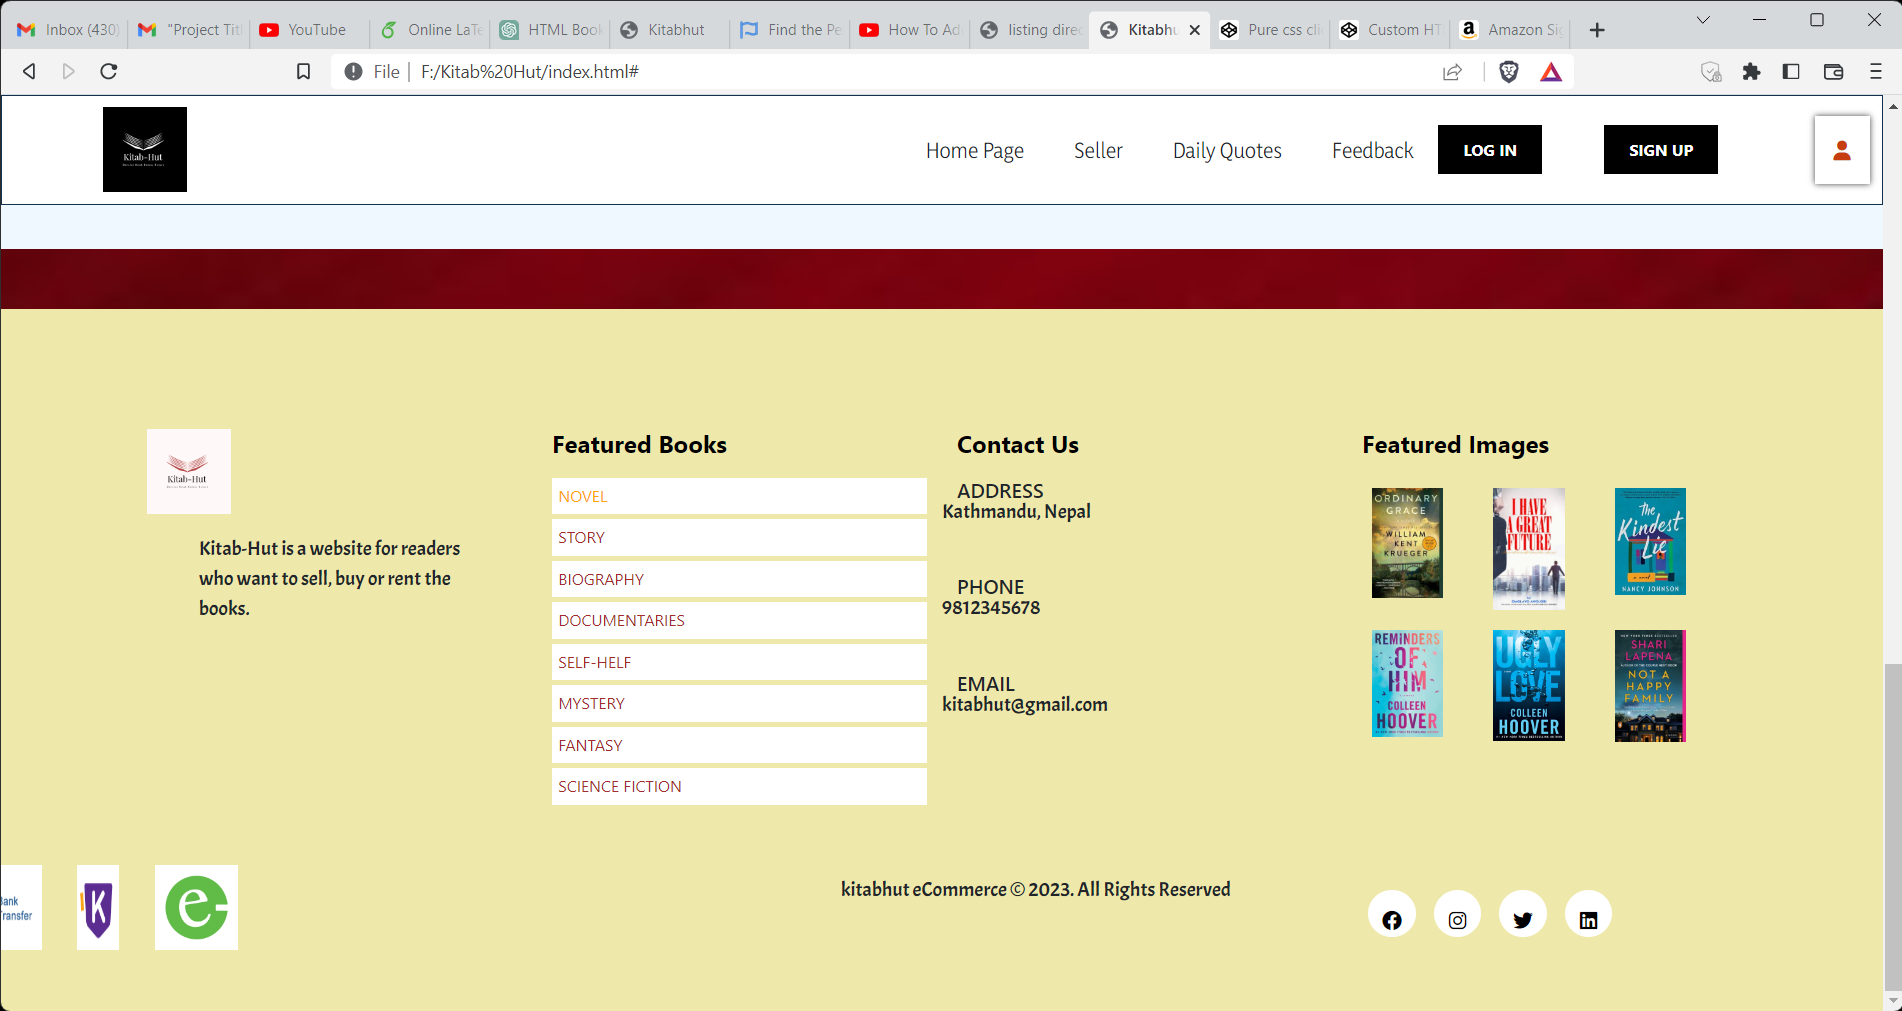 Inbox (430)
"Project Tit
YouTube
Online LaTe
HTML Book
Kitabhut
Find the Pe
How To Ad
listing direc
Kitabhu
Pure css cli
Custom HT
Amazon Sig
File
F:/Kitab%20Hut/index.html#
Kitab-Hut
Home Page
Seller
Daily Quotes
Feedback
LOG IN
SIGN UP
Kitab-Hut
Kitab-Hut is a website for readers
who want to sell, buy or rent the
books.
Featured Books
NOVEL
STORY
BIOGRAPHY
DOCUMENTARIES
SELF-HELF
MYSTERY
FANTASY
SCIENCE FICTION
Contact Us
ADDRESS
Kathmandu, Nepal
PHONE
9812345678
EMAIL
kitabhut@gmail.com
Featured Images
ORDINARY
GRACE
WILLIAM
KENT
KRUEGER
I HAVE
A GREAT
FUTURE
The
Kindest
Lie
a novel
NANCY JOHNSON
REMINDERS
OF
HIM
COLLEEN
HOOVER
UGLY
LOVE
COLLEEN
HOOVER
SHARI
LAPENA
NOT A
HAPPY
FAMILY
Bank
Transfer
K
e
kitabhut eCommerce © 2023. All Rights Reserved